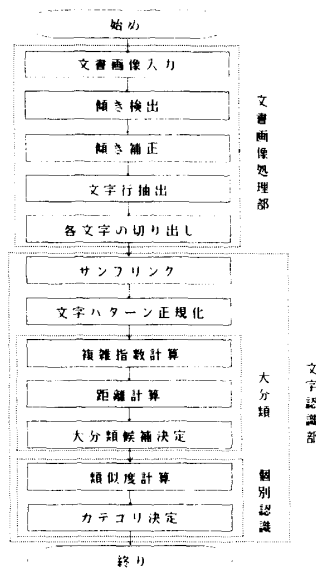 始め
文書画像入力
傾き検出
傾き補正
文字行抽出
各文字の切り出し
文書画像処理部
サンプリング
文字パターン正規化
複雑指数計算
距離計算
大分類候補決定
大分類
類似度計算
カテゴリ決定
個別認識
文字認識部
終り